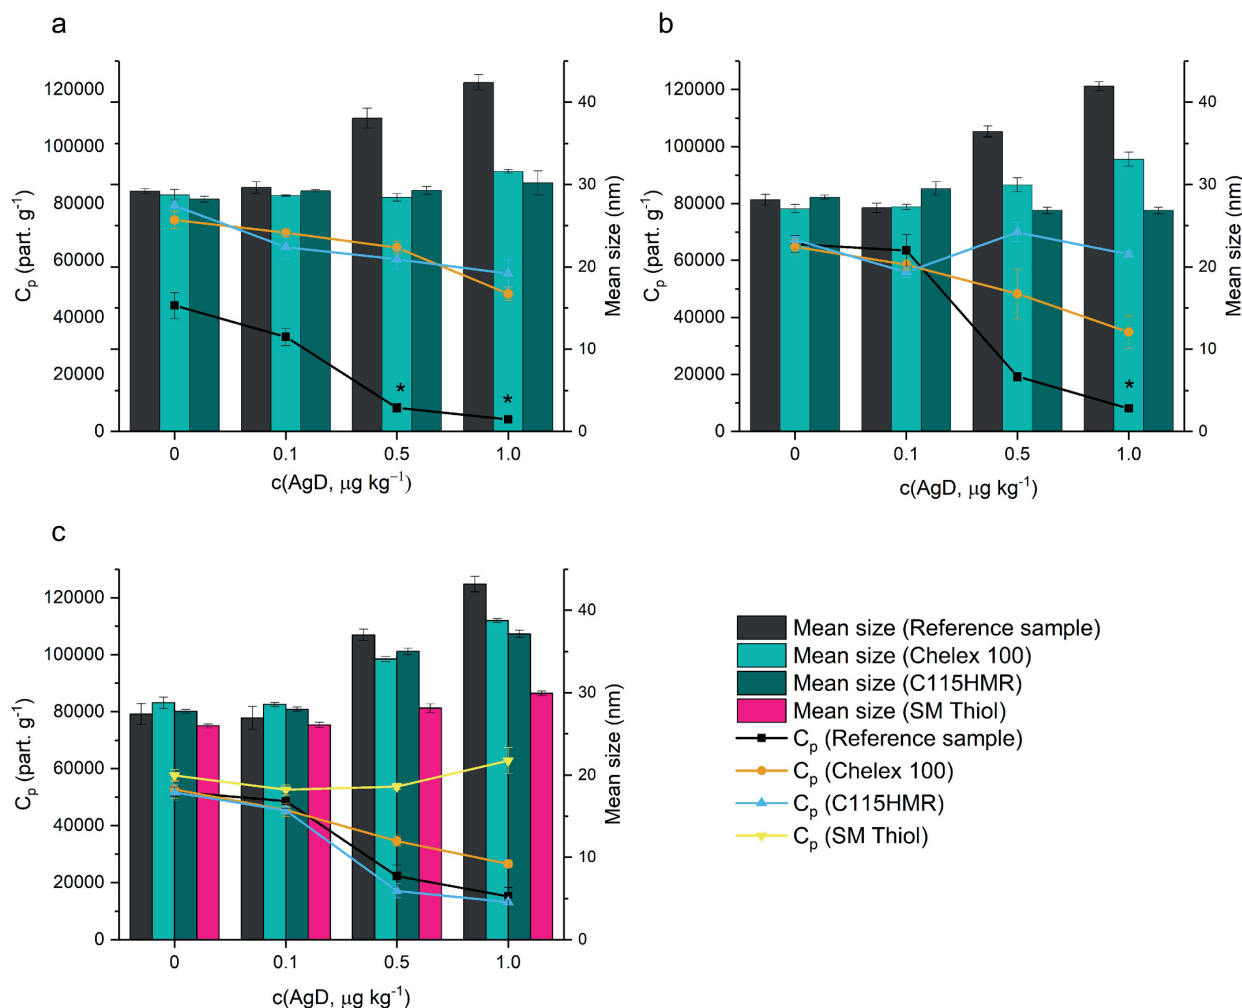 a
b
120000
100000
80000
60000
40000
20000
0
Cp (part. g-1)
40
30
20
10
0
Mean size (nm)
*
*
0 0.1 0.5 1.0
c(AgD, μg kg-1)
120000
100000
80000
60000
40000
20000
0
Cp (part. g-1)
40
30
20
10
0
Mean size (nm)
*
0 0.1 0.5 1.0
c(AgD, μg kg-1)
c
120000
100000
80000
60000
40000
20000
0
Cp (part. g-1)
40
30
20
10
0
Mean size (nm)
0 0.1 0.5 1.0
c(AgD, μg kg-1)
Mean size (Reference sample)
Mean size (Chelex 100)
Mean size (C115HMR)
Mean size (SM Thiol)
Cp (Reference sample)
Cp (Chelex 100)
Cp (C115HMR)
Cp (SM Thiol)